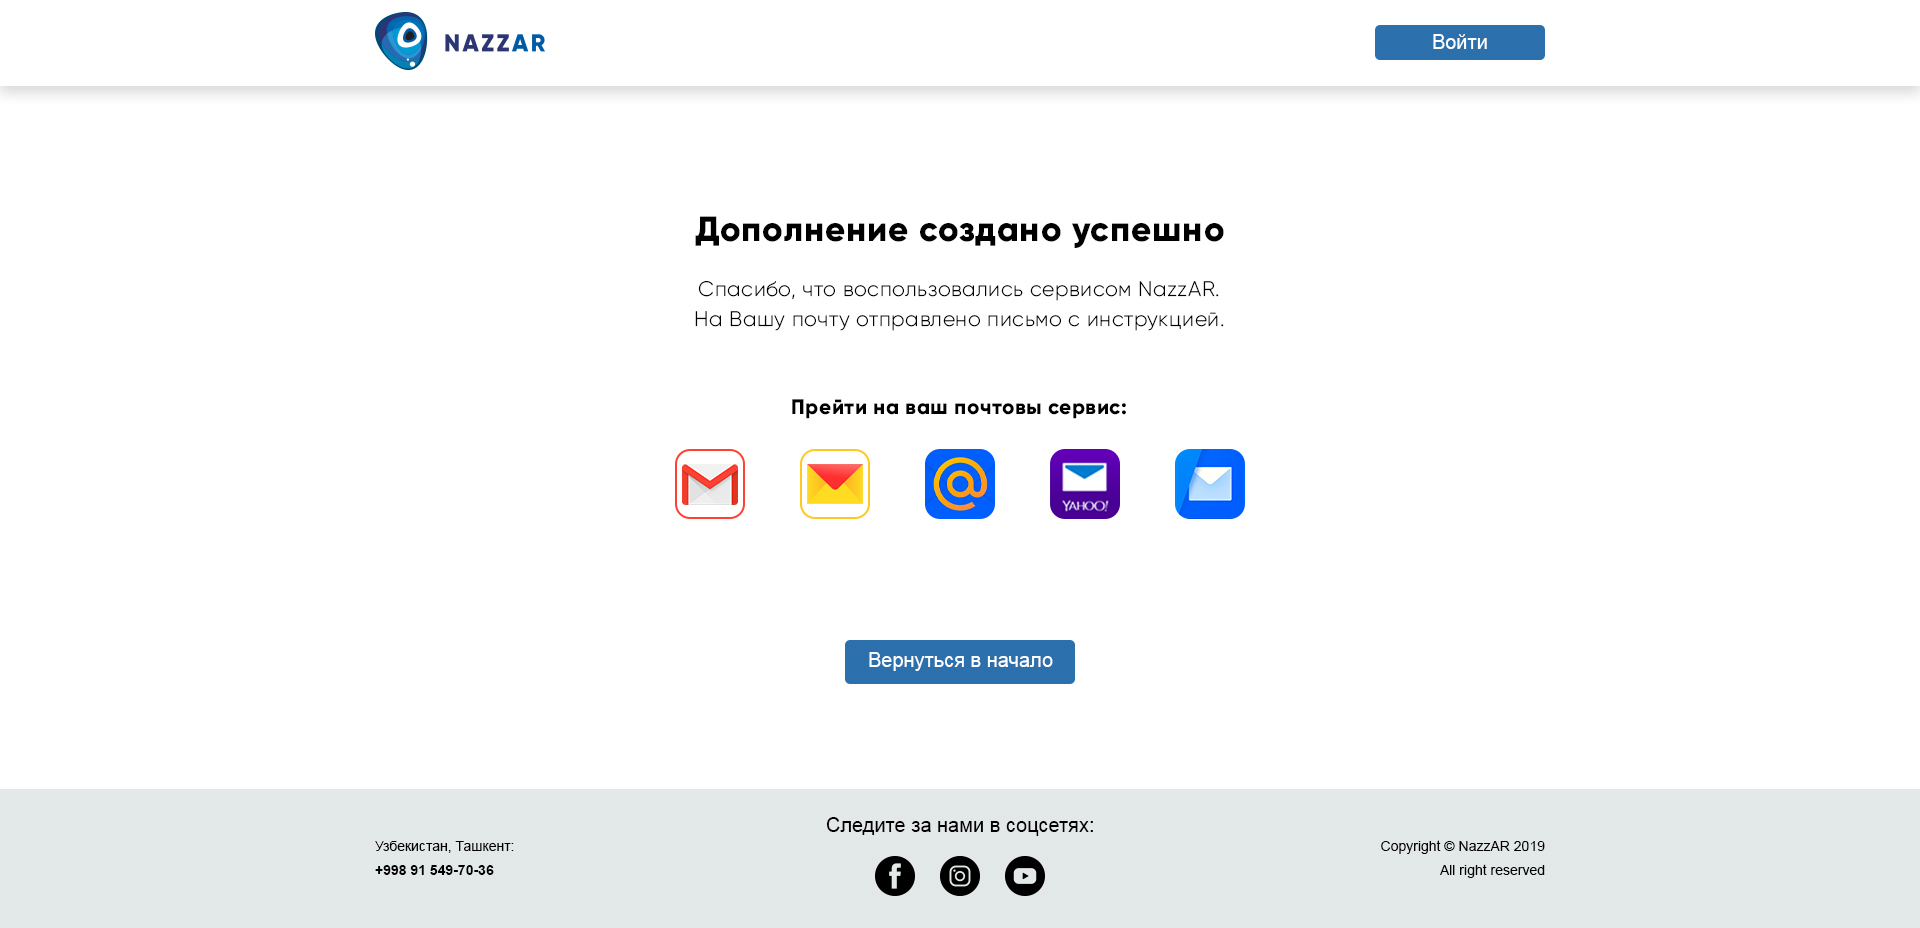 NAZZAR
Войти
Дополнение создано успешно
Спасибо, что воспользовались сервисом NazzAR.
На Вашу почту отправлено письмо с инструкцией.
Прейти на ваш почтовы сервис:
YAHOO!
Вернуться в начало
Следите за нами в соцсетях:
Узбекистан, Ташкент:
+998 91 549-70-36
Copyright © NazzAR 2019
All right reserved